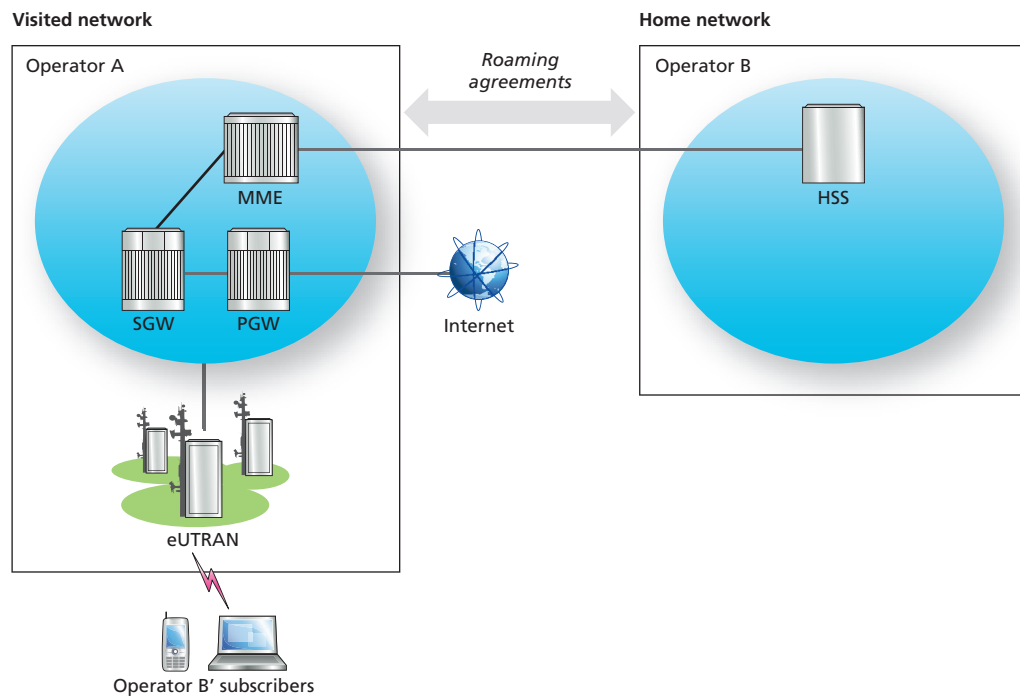 Visited network
Home network
Operator A
Roaming
agreements
Operator B
MME
HSS
SGW
PGW
Internet
eUTRAN
Operator B' subscribers